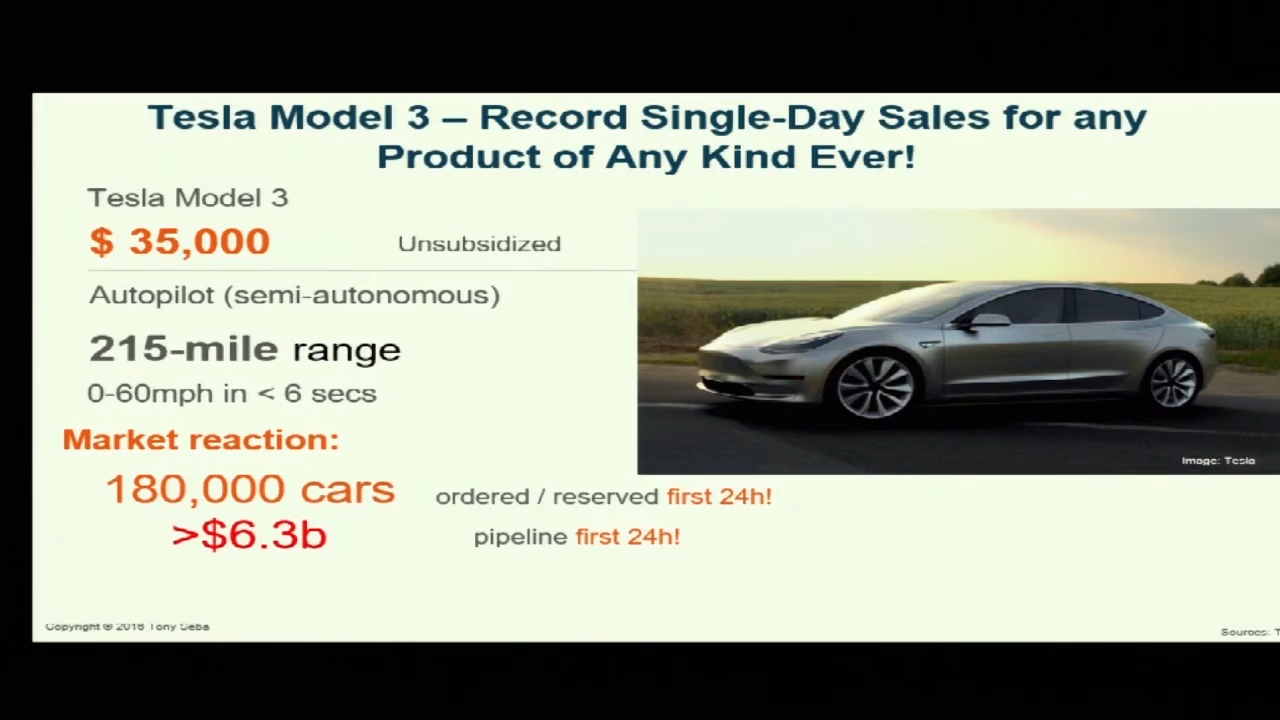 Tesla Model 3 – Record Single-Day Sales for any
Product of Any Kind Ever!
Tesla Model 3
$ 35,000 Unsubsidized
Autopilot (semi-autonomous)
215-mile range
0-60mph in < 6 secs
Market reaction:
Image: Tesla
180,000 cars ordered / reserved first 24h!
>$6.3b pipeline first 24h!
Copyright © 2016 Tony Seba
Sources: T